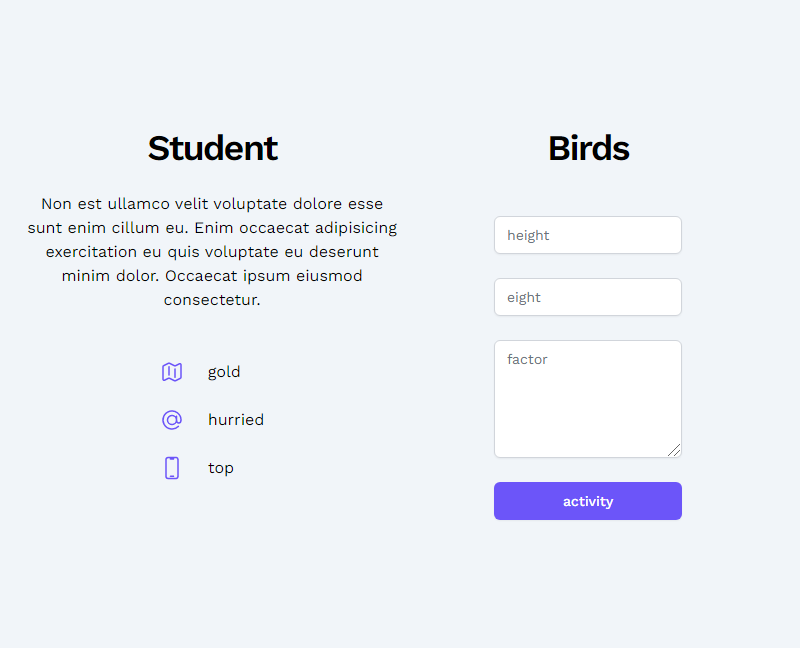 Student
Non est ullamco velit voluptate dolore esse
sunt enim cillum eu. Enim occaecat adipisicing
exercitation eu quis voluptate eu deserunt
minim dolor. Occaecat ipsum eiusmod
consectetur.
gold
hurried
top
Birds
height
eight
factor
activity